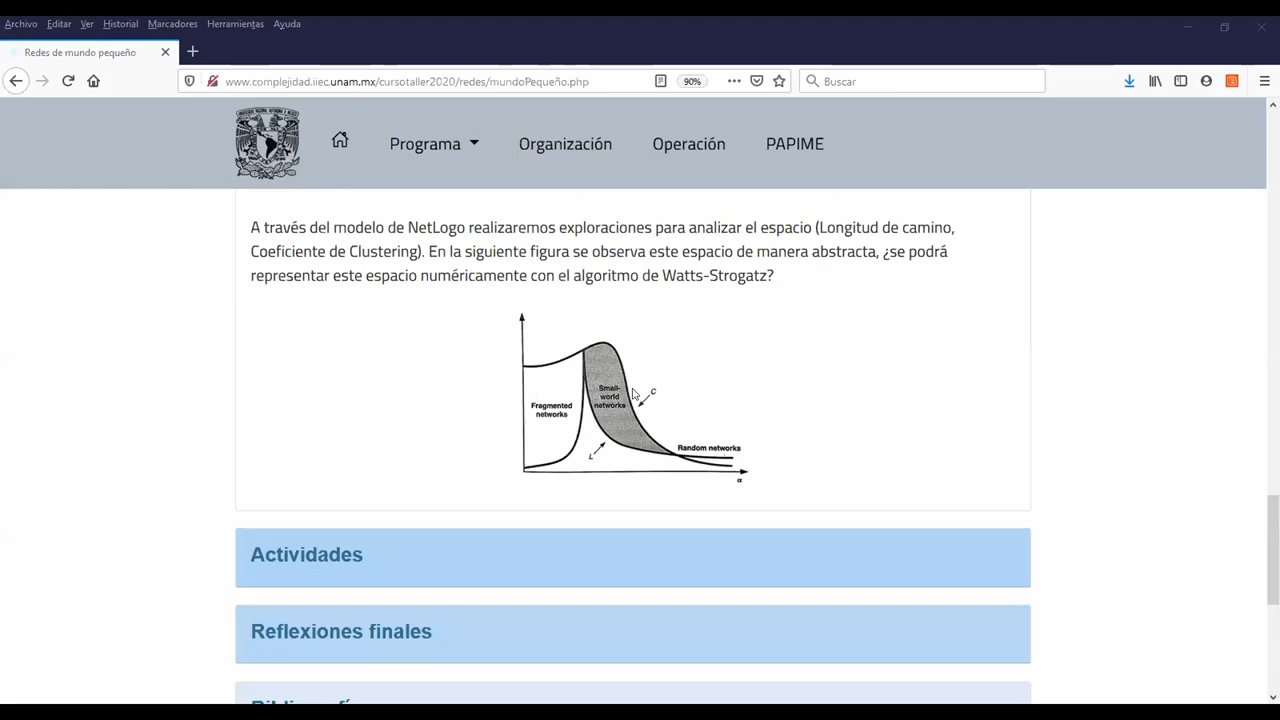 Archivo Editar Ver Historial Marcadores Herramientas Ayuda
Redes de mundo pequeño
www.complejidad.iiec.unam.mx/cursotaller2020/redes/mundoPequeño.php
90%
Buscar
Programa Organización Operación PAPIME
A través del modelo de NetLogo realizaremos exploraciones para analizar el espacio (Longitud de camino,
Coeficiente de Clustering). En la siguiente figura se observa este espacio de manera abstracta, ¿se podrá
representar este espacio numéricamente con el algoritmo de Watts-Strogatz?
Small-
world
networks
C
Fragmented
networks
L
Random networks
α
Actividades
Reflexiones finales